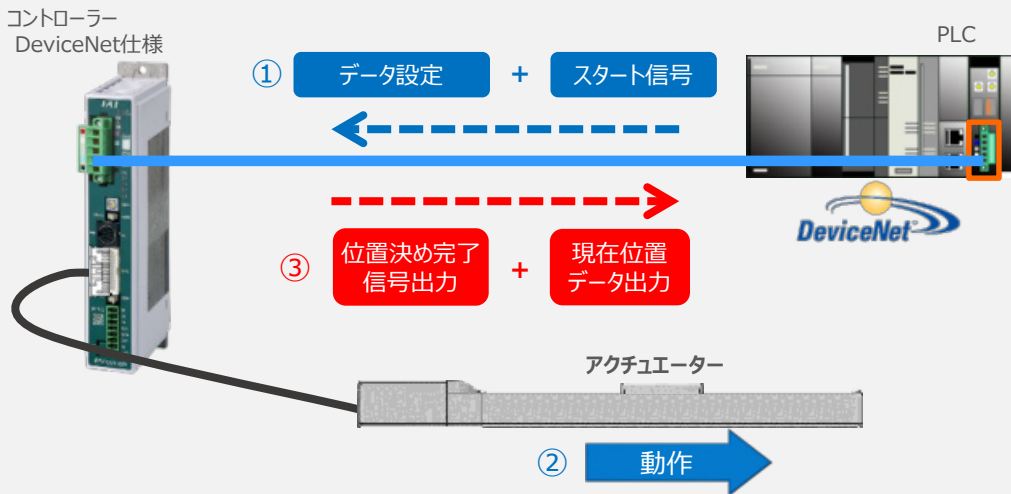 コントローラー
DeviceNet仕様
PLC
① データ設定 + スタート信号
IAI
DeviceNet
③ 位置決め完了
信号出力
+
現在位置
データ出力
アクチュエーター
② 動作